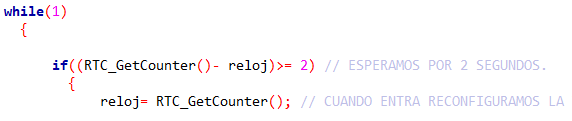 while(1)
{
if((RTC_GetCounter()- reloj)>= 2) // ESPERAMOS POR 2 SEGUNDOS.
{
reloj= RTC_GetCounter(); // CUANDO ENTRA RECONFIGURAMOS LA